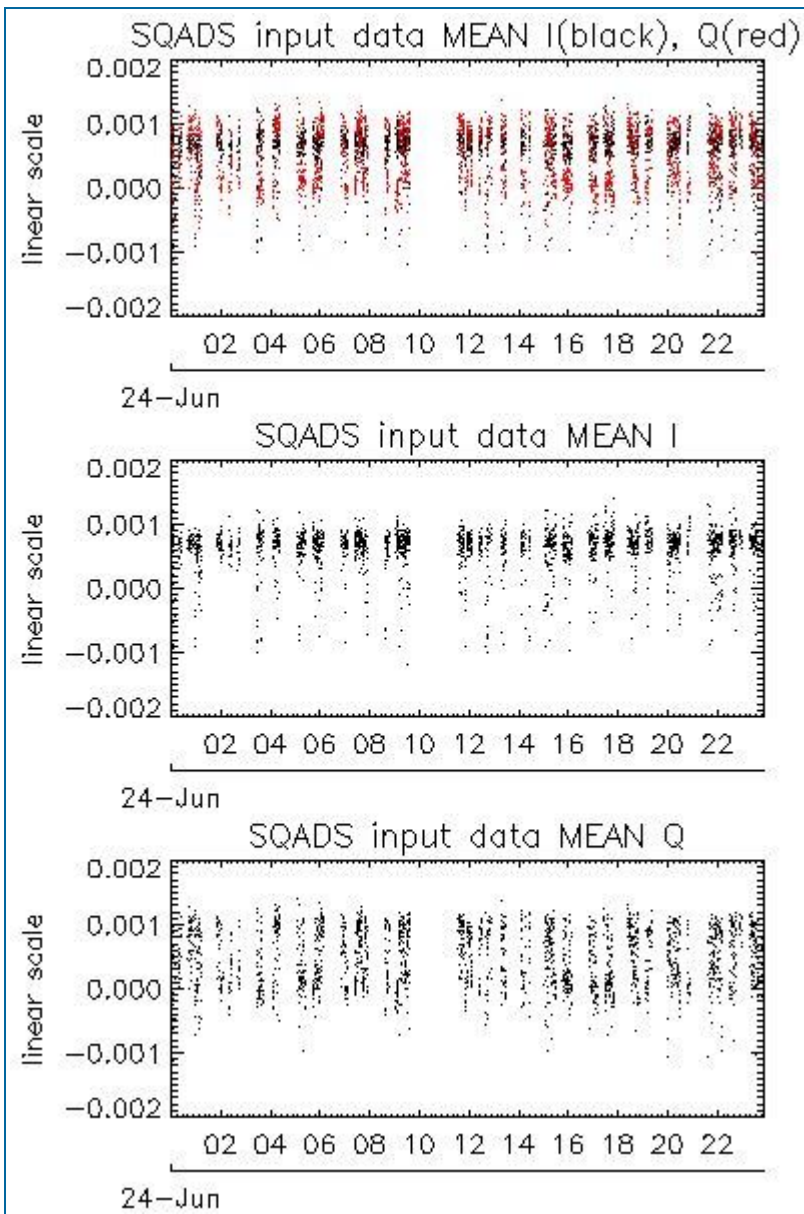 SQADS input data MEAN I(black), Q(red)
linear scale
0.002
0.001
0.000
-0.001
-0.002
02 04 06 08 10 12 14 16 18 20 22
24-Jun
SQADS input data MEAN I
linear scale
0.002
0.001
0.000
-0.001
-0.002
02 04 06 08 10 12 14 16 18 20 22
24-Jun
SQADS input data MEAN Q
linear scale
0.002
0.001
0.000
-0.001
-0.002
02 04 06 08 10 12 14 16 18 20 22
24-Jun